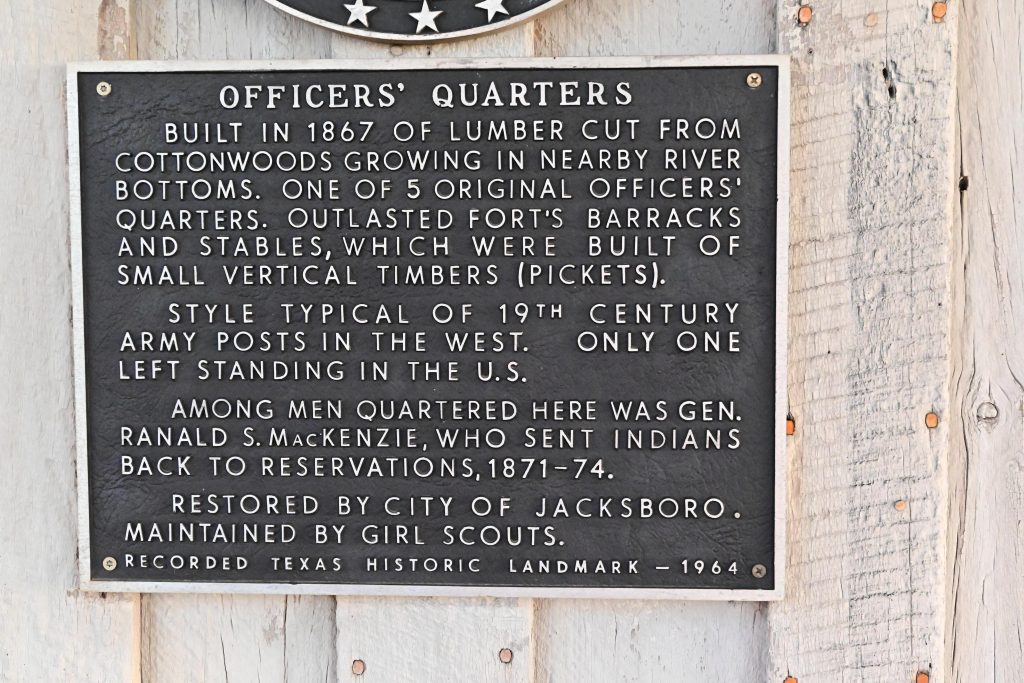 OFFICERS' QUARTERS
BUILT IN 1867 OF LUMBER CUT FROM
COTTONWOODS GROWING IN NEARBY RIVER
BOTTOMS. ONE OF 5 ORIGINAL OFFICERS'
QUARTERS. OUTLASTED FORT'S BARRACKS
AND STABLES, WHICH WERE BUILT OF
SMALL VERTICAL TIMBERS (PICKETS).
STYLE TYPICAL OF 19TH CENTURY
ARMY POSTS IN THE WEST. ONLY ONE
LEFT STANDING IN THE U.S.
AMONG MEN QUARTERED HERE WAS GEN.
RANALD S. MACKENZIE, WHO SENT INDIANS
BACK TO RESERVATIONS, 1871-74.
RESTORED BY CITY OF JACKSBORO.
MAINTAINED BY GIRL SCOUTS.
RECORDED TEXAS HISTORIC LANDMARK - 1964